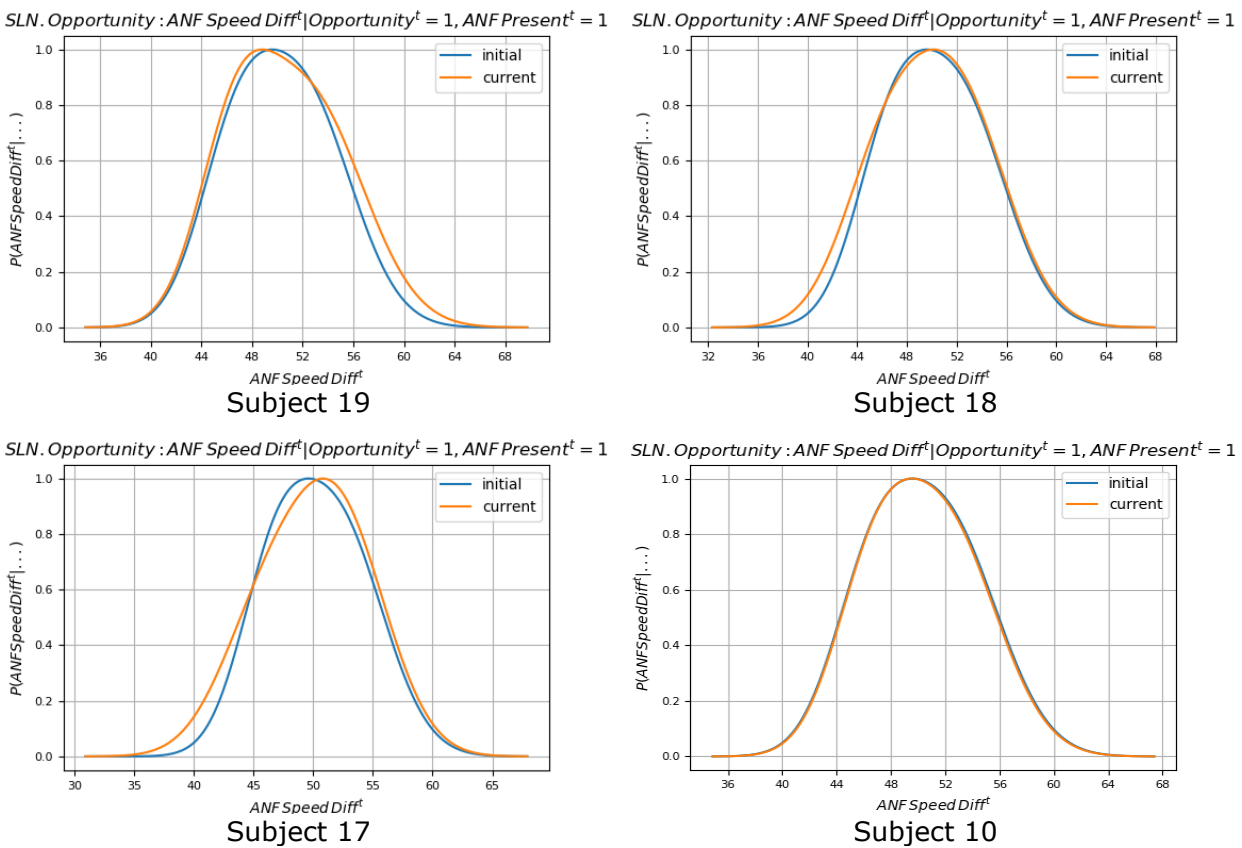 SLN. Opportunity : ANF Speed Diff^t|Opportunity^t = 1, ANF Present^t = 1
initial
current
P(ANFSpeedDiff^t|...)
1.0
0.8
0.6
0.4
0.2
0.0
36 40 44 48 52 56 60 64 68
ANF Speed Diff^t
Subject 19
SLN. Opportunity : ANF Speed Diff^t|Opportunity^t = 1, ANF Present^t = 1
initial
current
P(ANFSpeedDiff^t|...)
1.0
0.8
0.6
0.4
0.2
0.0
32 36 40 44 48 52 56 60 64 68
ANF Speed Diff^t
Subject 18
SLN. Opportunity : ANF Speed Diff^t|Opportunity^t = 1, ANF Present^t = 1
initial
current
P(ANFSpeedDiff^t|...)
1.0
0.8
0.6
0.4
0.2
0.0
30 35 40 45 50 55 60 65
ANF Speed Diff^t
Subject 17
SLN. Opportunity : ANF Speed Diff^t|Opportunity^t = 1, ANF Present^t = 1
initial
current
P(ANFSpeedDiff^t|...)
1.0
0.8
0.6
0.4
0.2
0.0
36 40 44 48 52 56 60 64 68
ANF Speed Diff^t
Subject 10